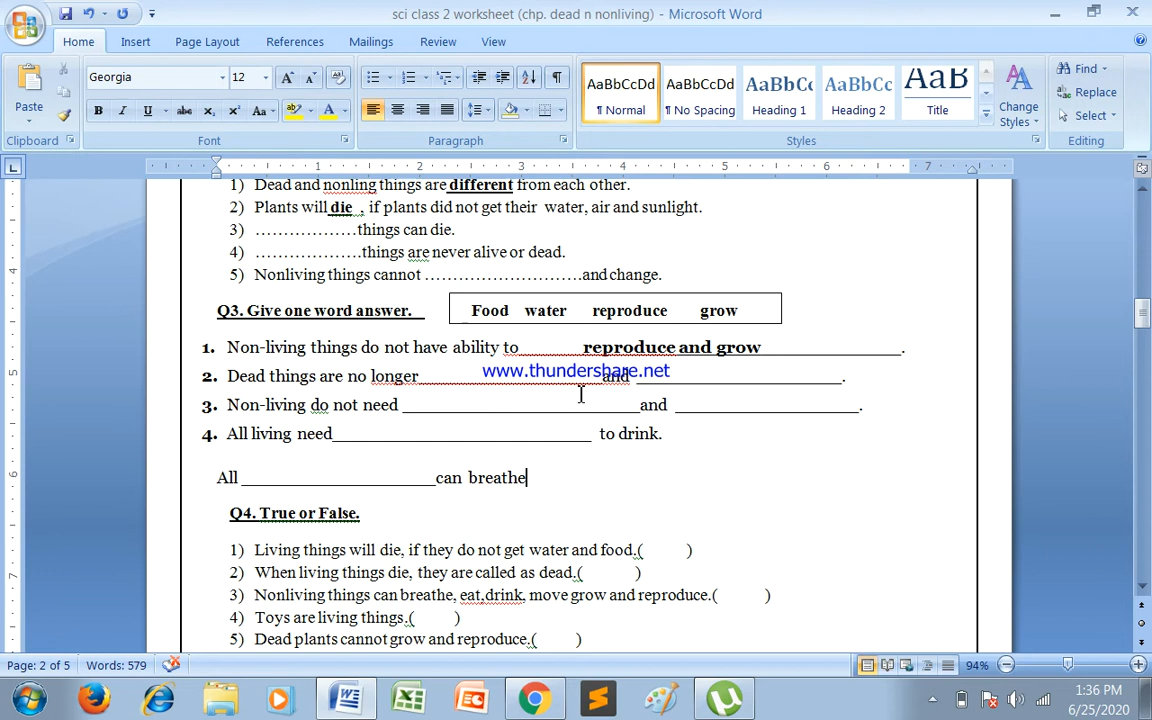 sci class 2 worksheet (chp. dead n nonliving) - Microsoft Word
Home Insert Page Layout References Mailings Review View
Georgia 12
Paste
AaBbCcDd AaBbCcDd AaBbCc AaBbCc AaB
¶ Normal ¶ No Spacing Heading 1 Heading 2 Title
Change Styles
Find
Replace
Select
Clipboard Font Paragraph Styles Editing
1) Dead and nonling things are different from each other.
2) Plants will die , if plants did not get their water, air and sunlight.
3) ………………things can die.
4) ……………….things are never alive or dead.
5) Nonliving things cannot ……………………….and change.
Q3. Give one word answer. Food water reproduce grow
1. Non-living things do not have ability to______reproduce and grow______________.
www.thundershare.net
2. Dead things are no longer____________________and ______________________.
3. Non-living do not need _________________________and ____________________.
4. All living need____________________________ to drink.
All _____________________can breathe
Q4. True or False.
1) Living things will die, if they do not get water and food.( )
2) When living things die, they are called as dead.( )
3) Nonliving things can breathe, eat,drink, move grow and reproduce.( )
4) Toys are living things.( )
5) Dead plants cannot grow and reproduce.( )
Page: 2 of 5 Words: 579 94%
1:36 PM
6/25/2020